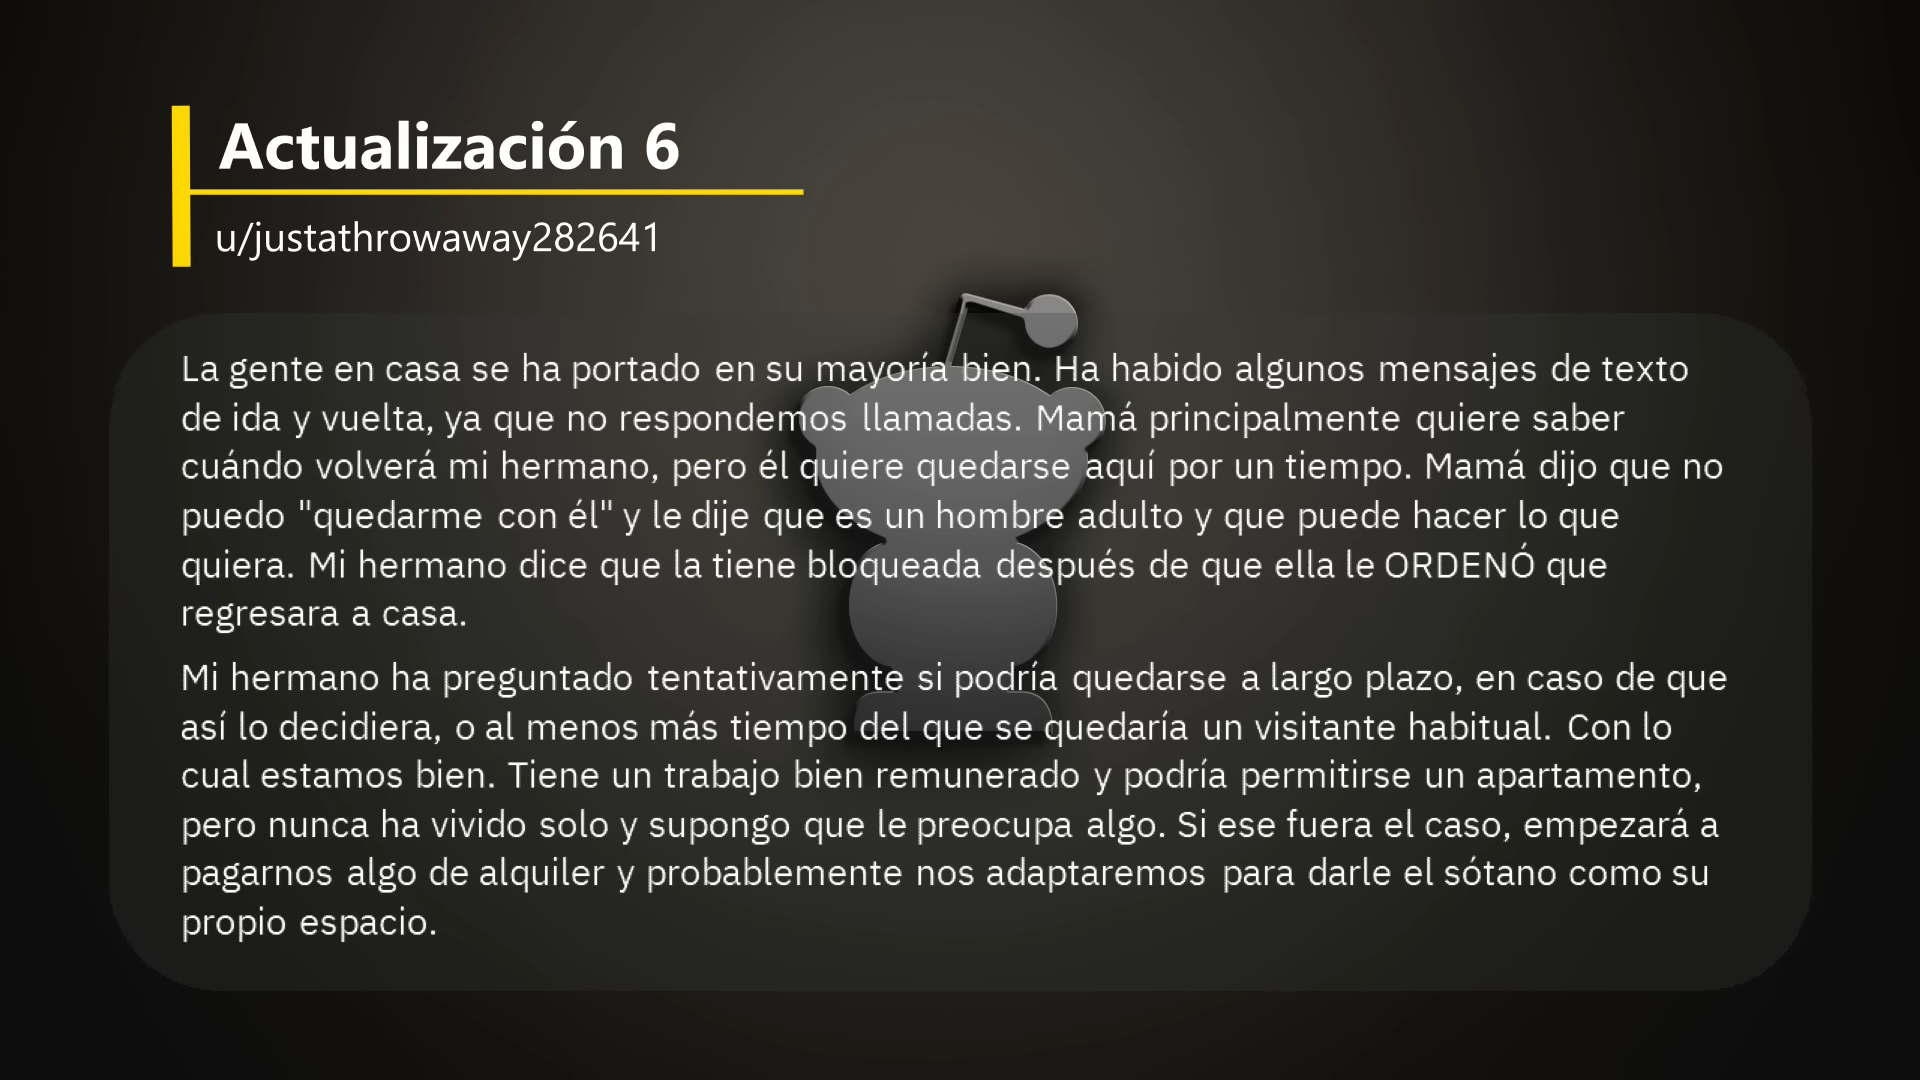 Actualización 6
u/justathrowaway282641
La gente en casa se ha portado en su mayoría bien. Ha habido algunos mensajes de texto
de ida y vuelta, ya que no respondemos llamadas. Mamá principalmente quiere saber
cuándo volverá mi hermano, pero él quiere quedarse aquí por un tiempo. Mamá dijo que no
puedo "quedarme con él" y le dije que es un hombre adulto y que puede hacer lo que
quiera. Mi hermano dice que la tiene bloqueada después de que ella le ORDENÓ que
regresara a casa.
Mi hermano ha preguntado tentativamente si podría quedarse a largo plazo, en caso de que
así lo decidiera, o al menos más tiempo del que se quedaría un visitante habitual. Con lo
cual estamos bien. Tiene un trabajo bien remunerado y podría permitirse un apartamento,
pero nunca ha vivido solo y supongo que le preocupa algo. Si ese fuera el caso, empezará a
pagarnos algo de alquiler y probablemente nos adaptaremos para darle el sótano como su
propio espacio.